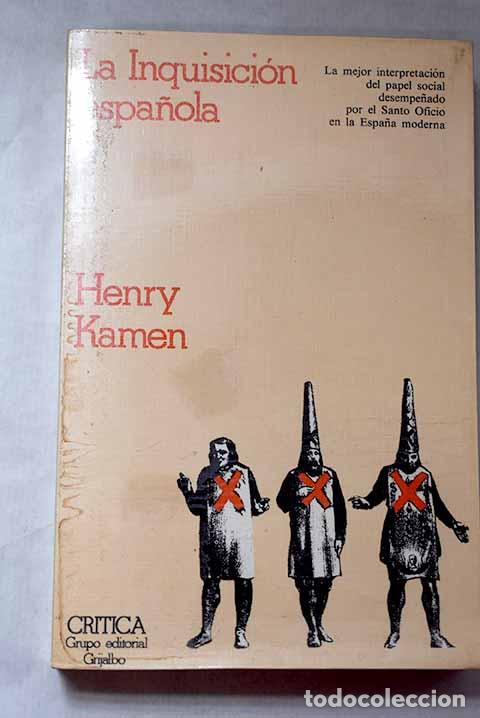 La Inquisición
española
La mejor interpretación
del papel social
desempeñado
por el Santo Oficio
en la España moderna
Henry
Kamen
CRITICA
Grupo editorial
Grijalbo
todocoleccion